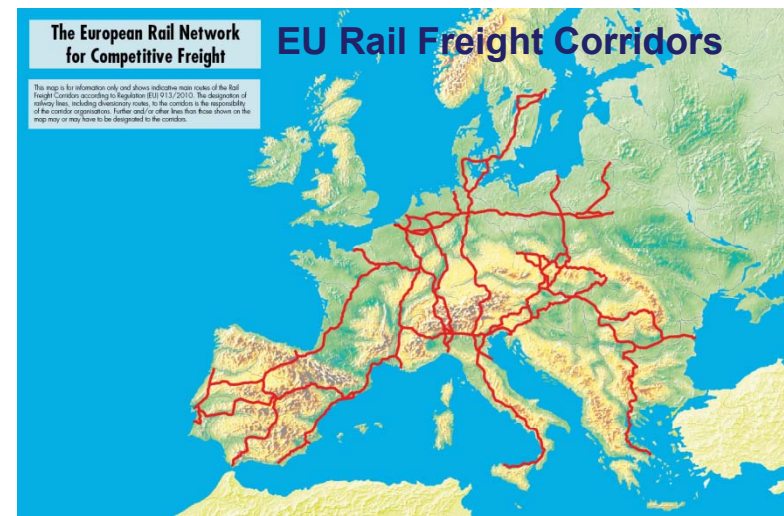 The European Rail Network
for Competitive Freight
EU Rail Freight Corridors
This map is for information only and shows indicative main routes of the Rail
Freight Corridors according to Regulation (EU) 913/2010. The designation of
railway lines, including diversionary routes, to the corridors is the responsibility
of the corridor organisations. Further and/or other lines than those shown on the
map may or may have to be designated to the corridors.